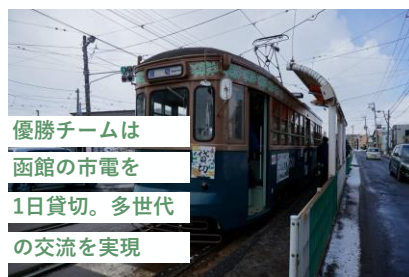 優勝チームは
函館の市電を
1日貸切。多世代
の交流を実現